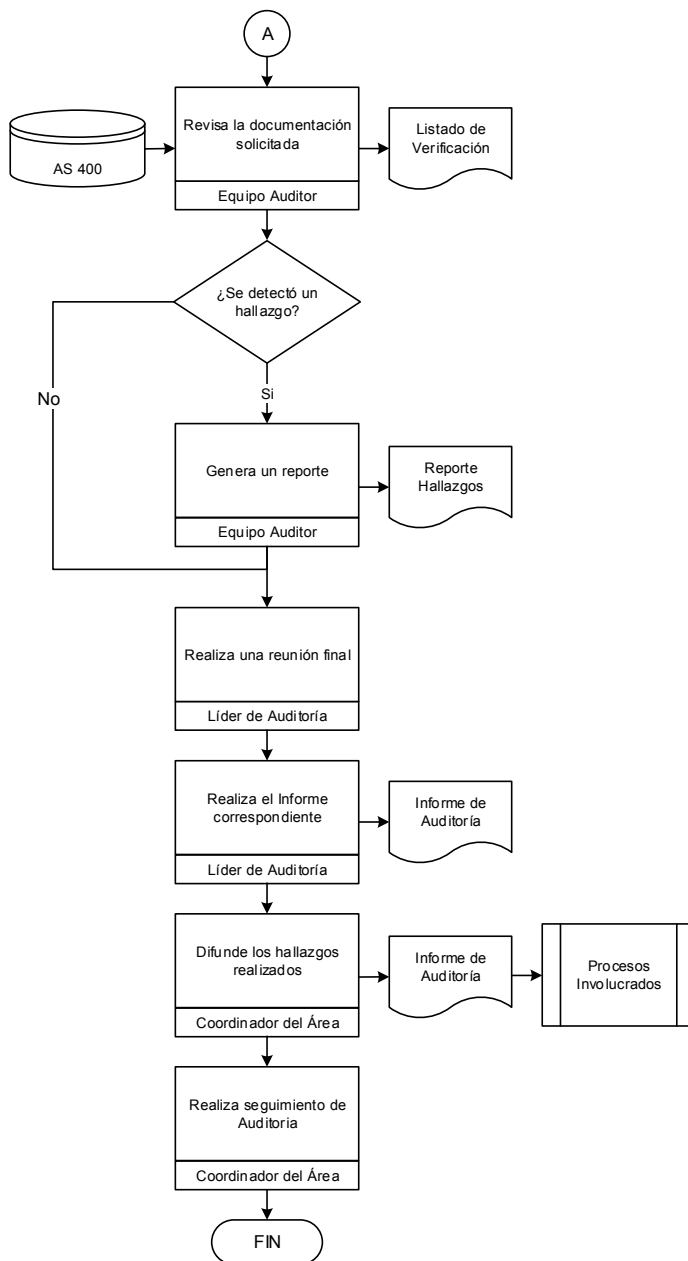 A
Revisa la documentación
solicitada
Equipo Auditor
AS 400
Listado de
Verificación
¿Se detectó un
hallazgo?
No
Si
Genera un reporte
Equipo Auditor
Reporte
Hallazgos
Realiza una reunión final
Líder de Auditoría
Realiza el Informe
correspondiente
Líder de Auditoría
Informe de
Auditoría
Difunde los hallazgos
realizados
Coordinador del Área
Informe de
Auditoría
Procesos
Involucrados
Realiza seguimiento de
Auditoria
Coordinador del Área
FIN